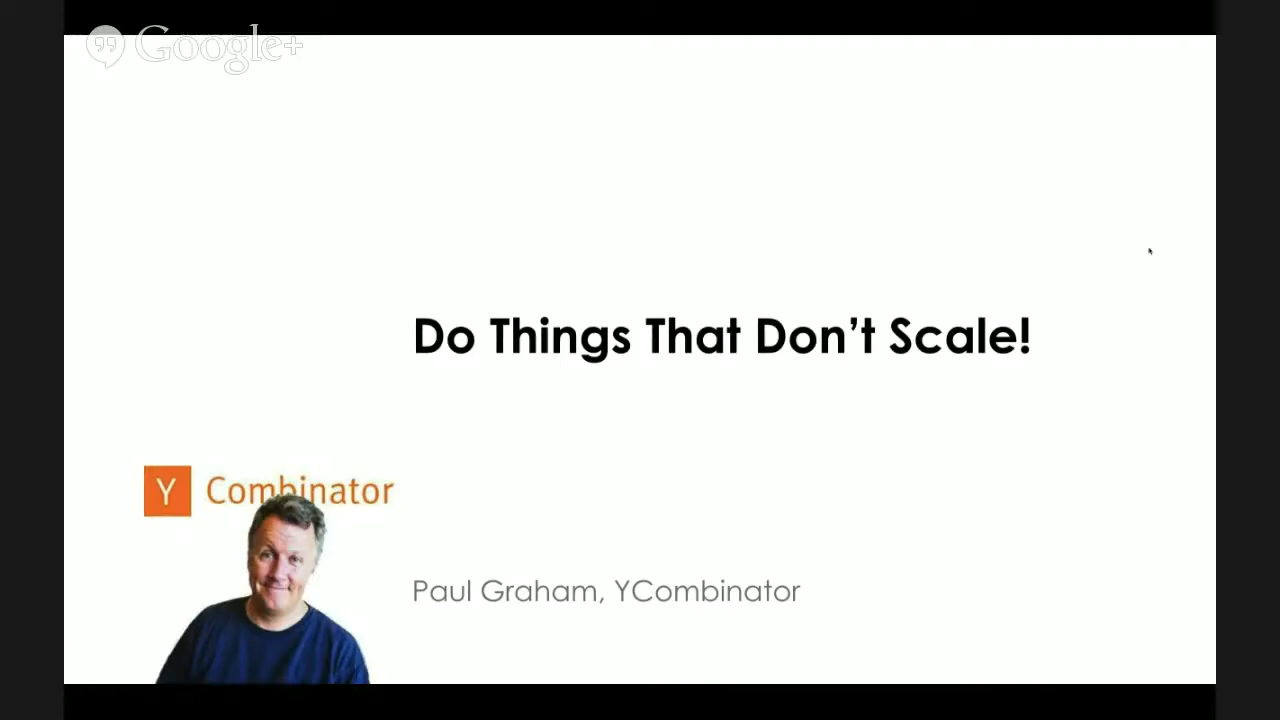 Google+
Do Things That Don’t Scale!
Y Combinator
Paul Graham, YCombinator